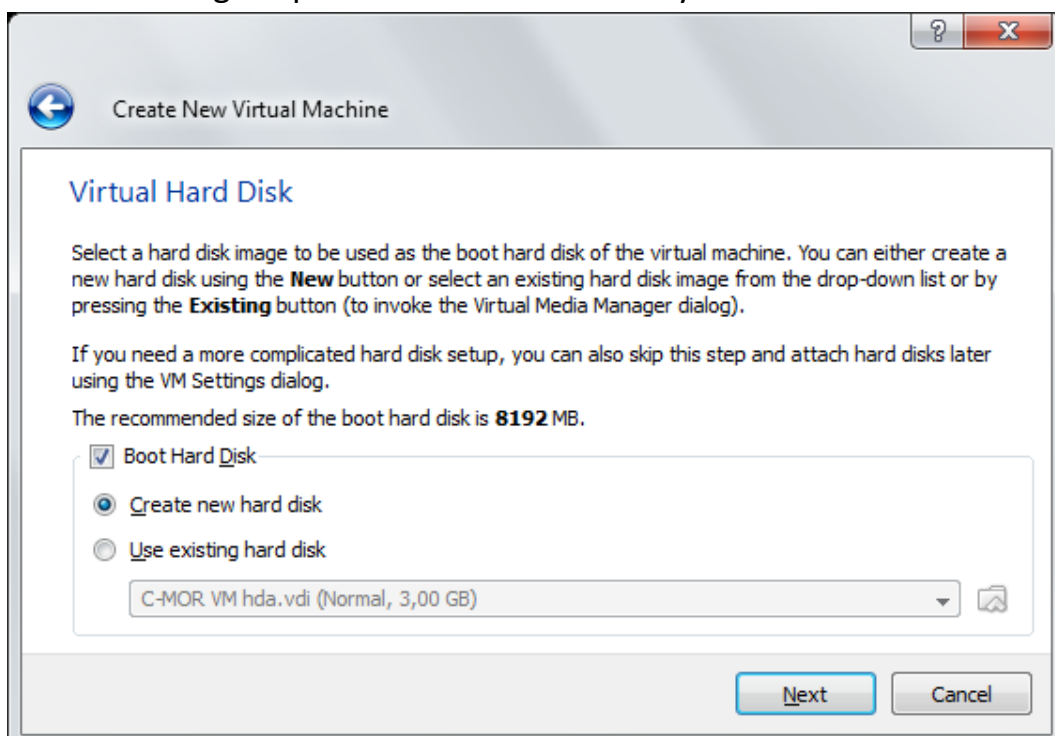 Create New Virtual Machine
Virtual Hard Disk
Select a hard disk image to be used as the boot hard disk of the virtual machine. You can either create a
new hard disk using the New button or select an existing hard disk image from the drop-down list or by
pressing the Existing button (to invoke the Virtual Media Manager dialog).
If you need a more complicated hard disk setup, you can also skip this step and attach hard disks later
using the VM Settings dialog.
The recommended size of the boot hard disk is 8192 MB.
Boot Hard Disk
Create new hard disk
Use existing hard disk
C-MOR VM hda.vdi (Normal, 3,00 GB)
Next
Cancel